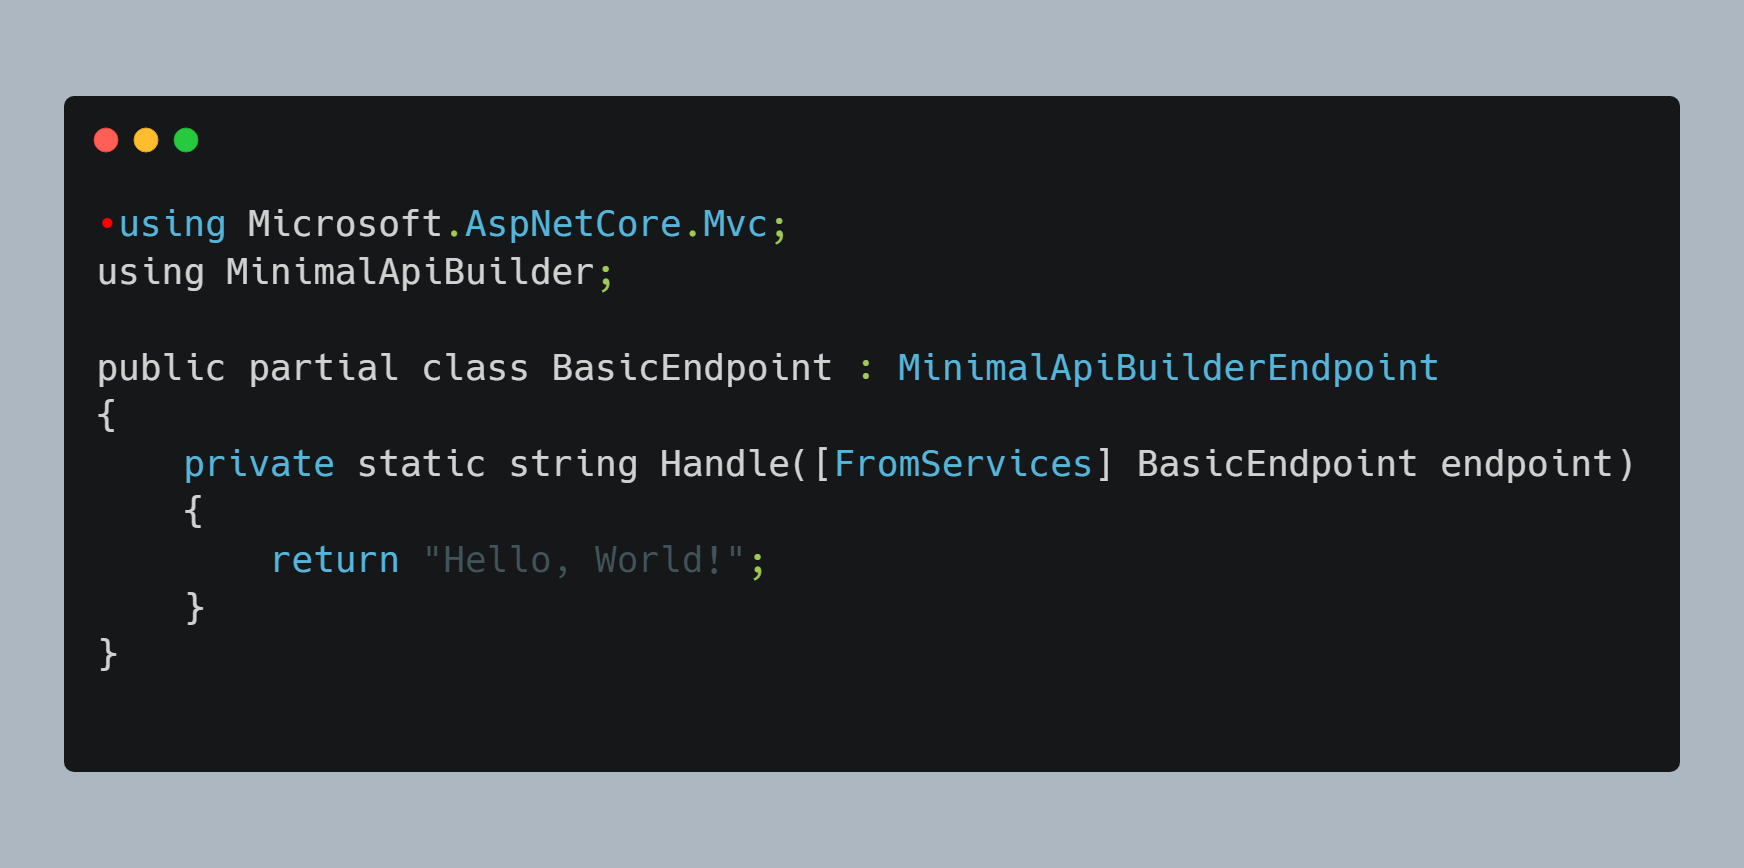 •using Microsoft.AspNetCore.Mvc;
using MinimalApiBuilder;

public partial class BasicEndpoint : MinimalApiBuilderEndpoint
{
    private static string Handle([FromServices] BasicEndpoint endpoint)
    {
        return "Hello, World!";
    }
}